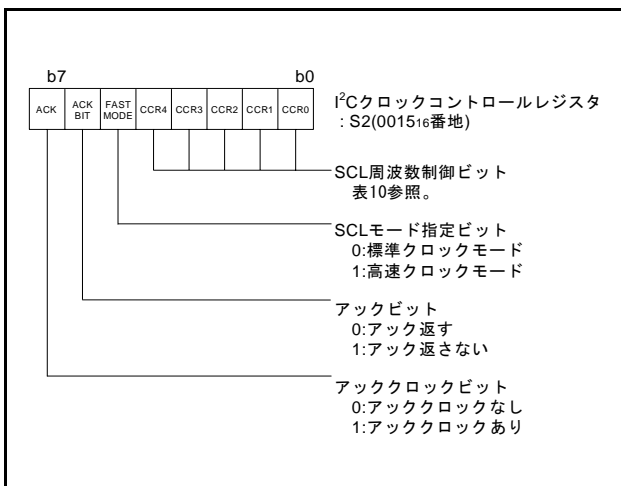 b7 b0
ACK ACK BIT FAST MODE CCR4 CCR3 CCR2 CCR1 CCR0
I²Cクロックコントロールレジスタ
: S2(0015₁₆番地)
SCL周波数制御ビット
表10参照。
SCLモード指定ビット
0:標準クロックモード
1:高速クロックモード
アックビット
0:アック返す
1:アック返さない
アッククロックビット
0:アッククロックなし
1:アッククロックあり